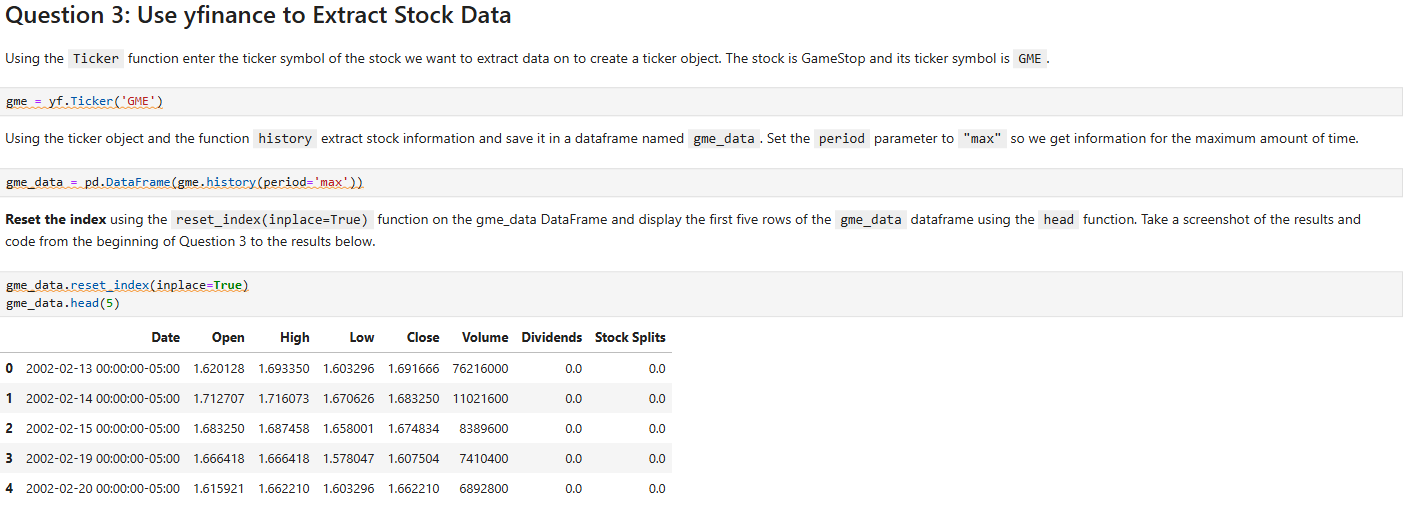 Question 3: Use yfinance to Extract Stock Data
Using the Ticker function enter the ticker symbol of the stock we want to extract data on to create a ticker object. The stock is GameStop and its ticker symbol is GME .
gme = yf.Ticker('GME')
Using the ticker object and the function history extract stock information and save it in a dataframe named gme_data . Set the period parameter to "max" so we get information for the maximum amount of time.
gme_data = pd.DataFrame(gme.history(period='max'))
Reset the index using the reset_index(inplace=True) function on the gme_data DataFrame and display the first five rows of the gme_data dataframe using the head function. Take a screenshot of the results and
code from the beginning of Question 3 to the results below.
gme_data.reset_index(inplace=True)
gme_data.head(5)
Date Open High Low Close Volume Dividends Stock Splits
0 2002-02-13 00:00:00-05:00 1.620128 1.693350 1.603296 1.691666 76216000 0.0 0.0
1 2002-02-14 00:00:00-05:00 1.712707 1.716073 1.670626 1.683250 11021600 0.0 0.0
2 2002-02-15 00:00:00-05:00 1.683250 1.687458 1.658001 1.674834 8389600 0.0 0.0
3 2002-02-19 00:00:00-05:00 1.666418 1.666418 1.578047 1.607504 7410400 0.0 0.0
4 2002-02-20 00:00:00-05:00 1.615921 1.662210 1.603296 1.662210 6892800 0.0 0.0